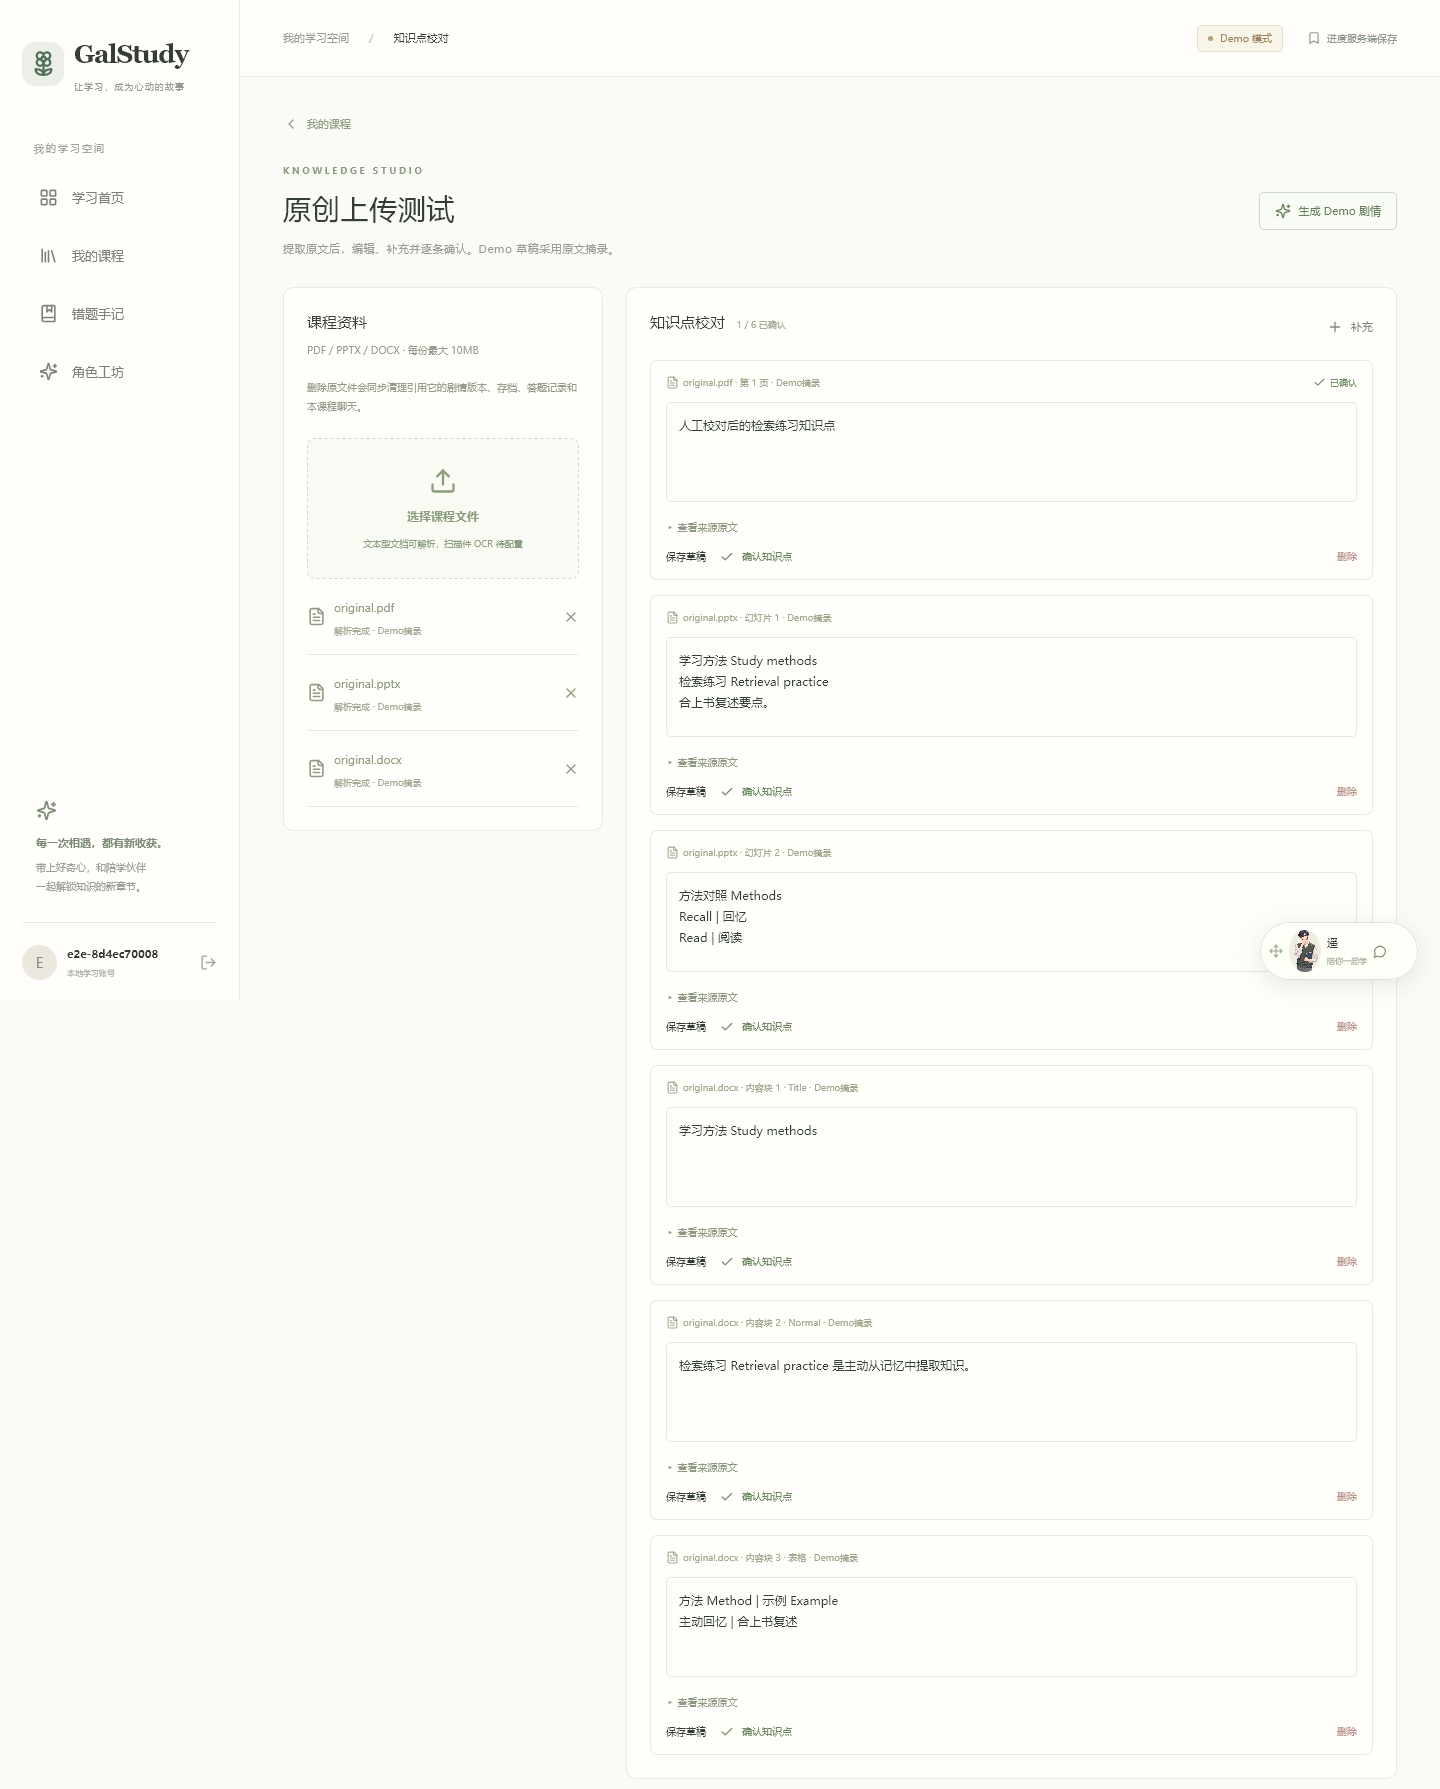 GalStudy
让学习，成为心动的故事
我的学习空间
学习首页
我的课程
错题手记
角色工坊
每一次相遇，都有新收获。
带上好奇心，和陪学伙伴
一起解锁知识的新章节。
E
e2e-8d4ec70008
本地学习账号
我的学习空间 / 知识点校对
Demo 模式
进度服务端保存
我的课程
KNOWLEDGE STUDIO
原创上传测试
提取原文后，编辑、补充并逐条确认。Demo 草稿采用原文摘录。
生成 Demo 剧情
课程资料
PDF / PPTX / DOCX · 每份最大 10MB
删除原文件会同步清理引用它的剧情版本、存档、答题记录和
本课程聊天。
选择课程文件
文本型文档可解析，扫描件 OCR 待配置
original.pdf
解析完成 · Demo摘录
original.pptx
解析完成 · Demo摘录
original.docx
解析完成 · Demo摘录
知识点校对 1 / 6 已确认
补充
original.pdf · 第 1 页 · Demo摘录
已确认
人工校对后的检索练习知识点
查看来源原文
保存草稿 确认知识点 删除
original.pptx · 幻灯片 1 · Demo摘录
学习方法 Study methods
检索练习 Retrieval practice
合上书复述要点。
查看来源原文
保存草稿 确认知识点 删除
original.pptx · 幻灯片 2 · Demo摘录
方法对照 Methods
Recall | 回忆
Read | 阅读
查看来源原文
保存草稿 确认知识点 删除
遥
陪你一起学
original.docx · 内容块 1 · Title · Demo摘录
学习方法 Study methods
查看来源原文
保存草稿 确认知识点 删除
original.docx · 内容块 2 · Normal · Demo摘录
检索练习 Retrieval practice 是主动从记忆中提取知识。
查看来源原文
保存草稿 确认知识点 删除
original.docx · 内容块 3 · 表格 · Demo摘录
方法 Method | 示例 Example
主动回忆 | 合上书复述
查看来源原文
保存草稿 确认知识点 删除